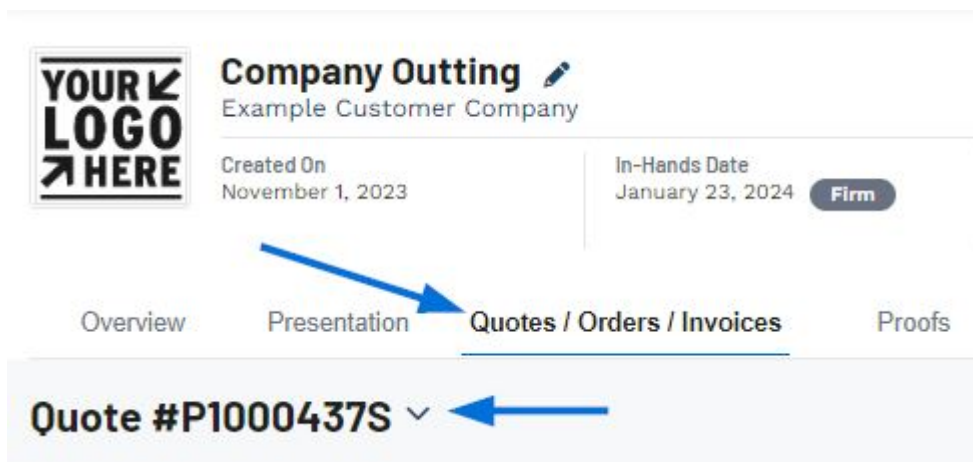 YOUR
LOGO
HERE
Company Outting
Example Customer Company
Created On
November 1, 2023
In-Hands Date
January 23, 2024 Firm
Overview Presentation Quotes / Orders / Invoices Proofs
Quote #P1000437S